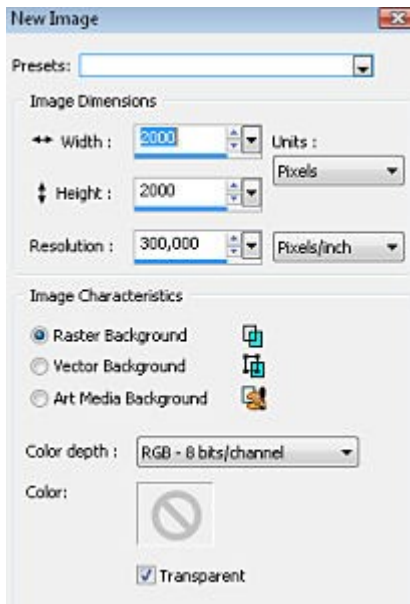 New Image
Presets:
Image Dimensions
Width : 2000 Units :
Pixels
Height : 2000
Resolution : 300,000 Pixels/inch
Image Characteristics
Raster Background
Vector Background
Art Media Background
Color depth : RGB - 8 bits/channel
Color:
Transparent